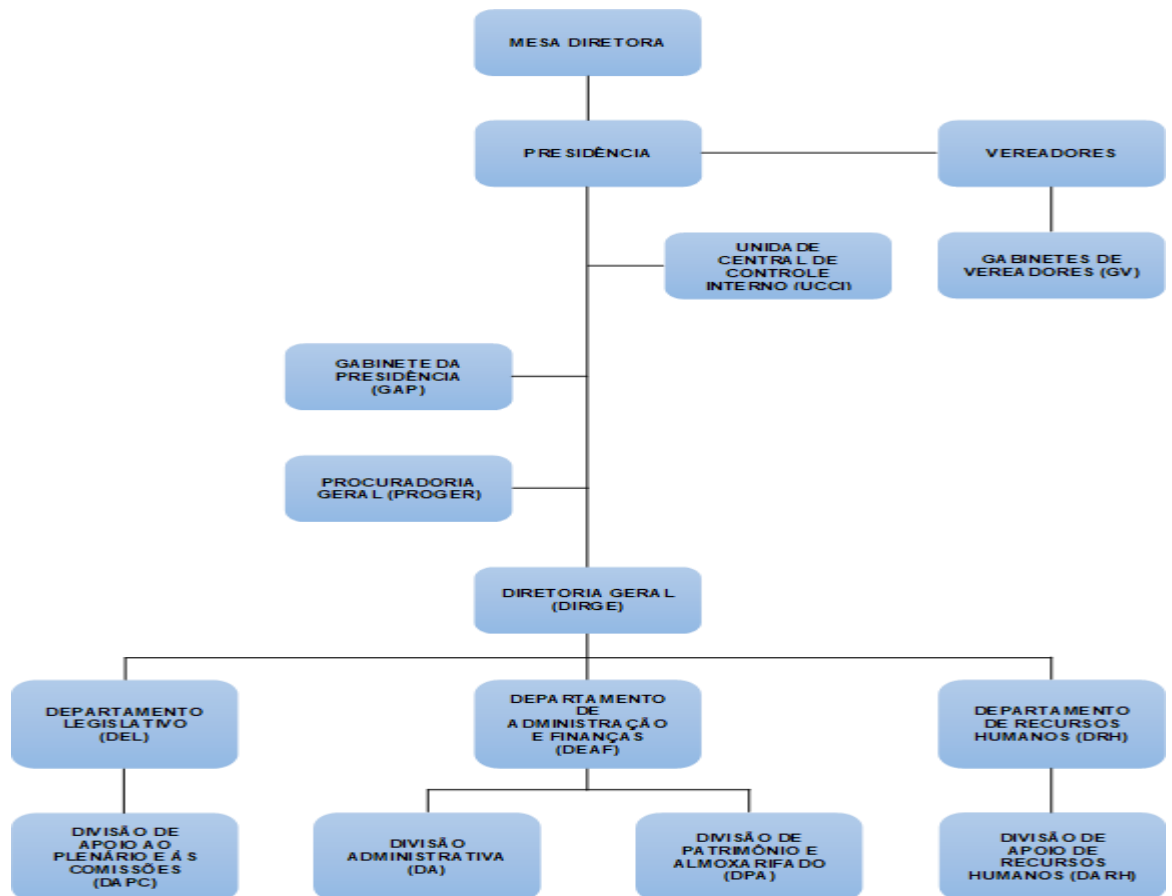 MESA DIRETORA
PRESIDÊNCIA
VEREADORES
UNIDADE
CENTRAL DE
CONTROLE
INTERNO (UCCI)
GABINETES DE
VEREADORES (GV)
GABINETE DA
PRESIDÊNCIA
(GAP)
PROCURADORIA
GERAL (PROGER)
DIRETORIA GERAL
(DIRGE)
DEPARTAMENTO
LEGISLATIVO
(DEL)
DEPARTAMENTO
DE
ADMINISTRAÇÃO
E FINANÇAS
(DEAF)
DEPARTAMENTO
DE RECURSOS
HUMANOS (DRH)
DIVISÃO DE
APOIO AO
PLENÁRIO E ÁS
COMISSÕES
(DAPC)
DIVISÃO
ADMINISTRATIVA
(DA)
DIVISÃO DE
PATRIMÔNIO E
ALMOXARIFADO
(DPA)
DIVISÃO DE
APOIO DE
RECURSOS
HUMANOS (DARH)